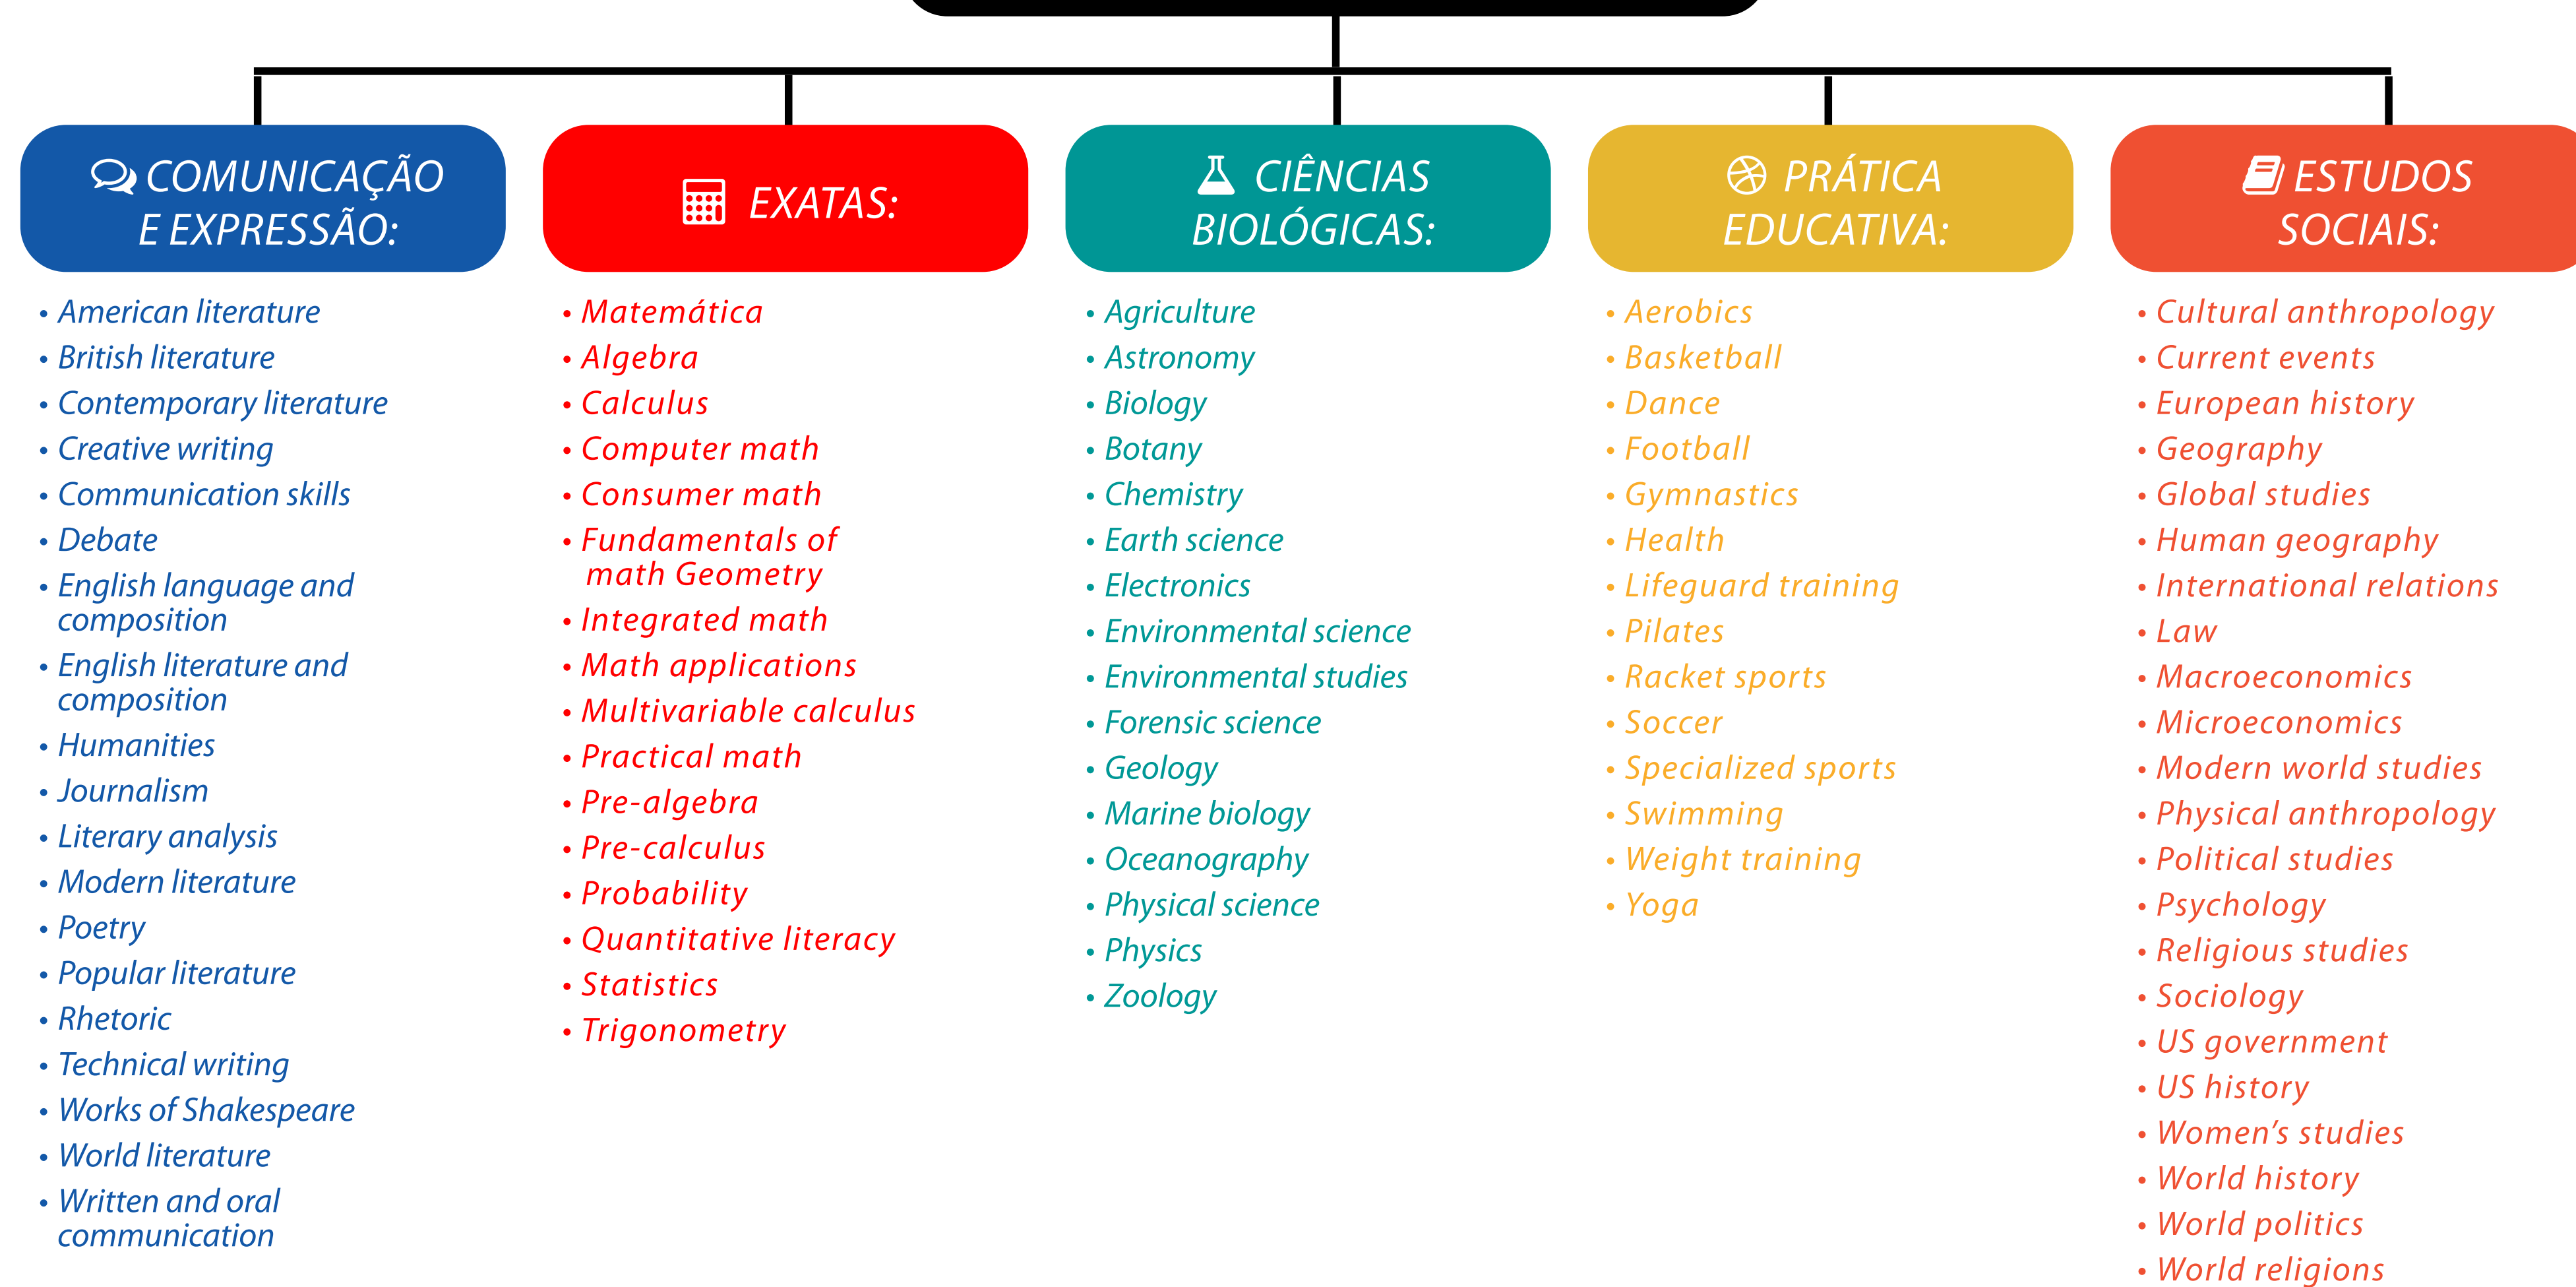 COMUNICAÇÃO
E EXPRESSÃO:
• American literature
• British literature
• Contemporary literature
• Creative writing
• Communication skills
• Debate
• English language and
composition
• English literature and
composition
• Humanities
• Journalism
• Literary analysis
• Modern literature
• Poetry
• Popular literature
• Rhetoric
• Technical writing
• Works of Shakespeare
• World literature
• Written and oral
communication
EXATAS:
• Matemática
• Algebra
• Calculus
• Computer math
• Consumer math
• Fundamentals of
math Geometry
• Integrated math
• Math applications
• Multivariable calculus
• Practical math
• Pre-algebra
• Pre-calculus
• Probability
• Quantitative literacy
• Statistics
• Trigonometry
CIÊNCIAS
BIOLÓGICAS:
• Agriculture
• Astronomy
• Biology
• Botany
• Chemistry
• Earth science
• Electronics
• Environmental science
• Environmental studies
• Forensic science
• Geology
• Marine biology
• Oceanography
• Physical science
• Physics
• Zoology
PRÁTICA
EDUCATIVA:
• Aerobics
• Basketball
• Dance
• Football
• Gymnastics
• Health
• Lifeguard training
• Pilates
• Racket sports
• Soccer
• Specialized sports
• Swimming
• Weight training
• Yoga
ESTUDOS
SOCIAIS:
• Cultural anthropology
• Current events
• European history
• Geography
• Global studies
• Human geography
• International relations
• Law
• Macroeconomics
• Microeconomics
• Modern world studies
• Physical anthropology
• Political studies
• Psychology
• Religious studies
• Sociology
• US government
• US history
• Women’s studies
• World history
• World politics
• World religions